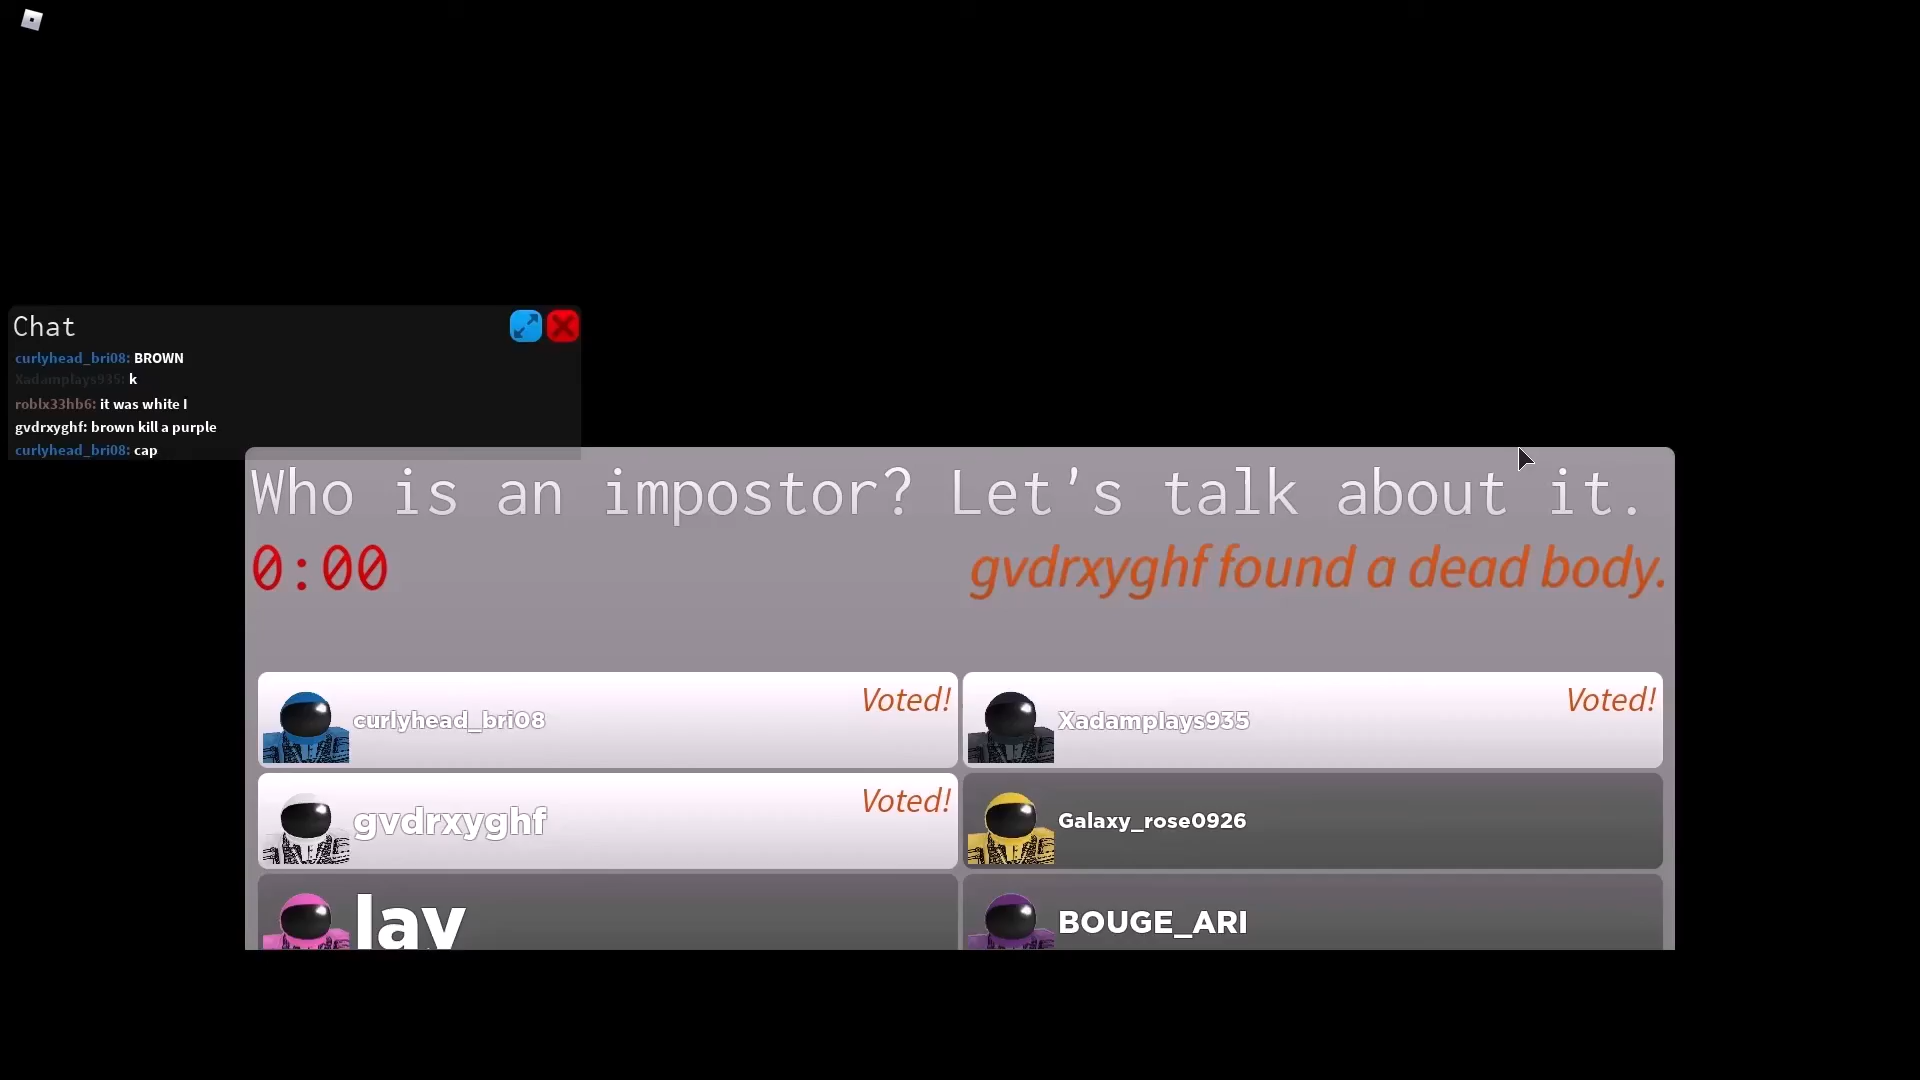 Chat
curlyhead_bri08: BROWN
Xadamplays935: k
roblx33hb6: it was white I
gvdrxyghf: brown kill a purple
curlyhead_bri08: cap
Who is an impostor? Let's talk about it.
0:00
gvdrxyghf found a dead body.
curlyhead_bri08
Voted!
Xadamplays935
Voted!
gvdrxyghf
Voted!
Galaxy_rose0926
lay
BOUGE_ARI